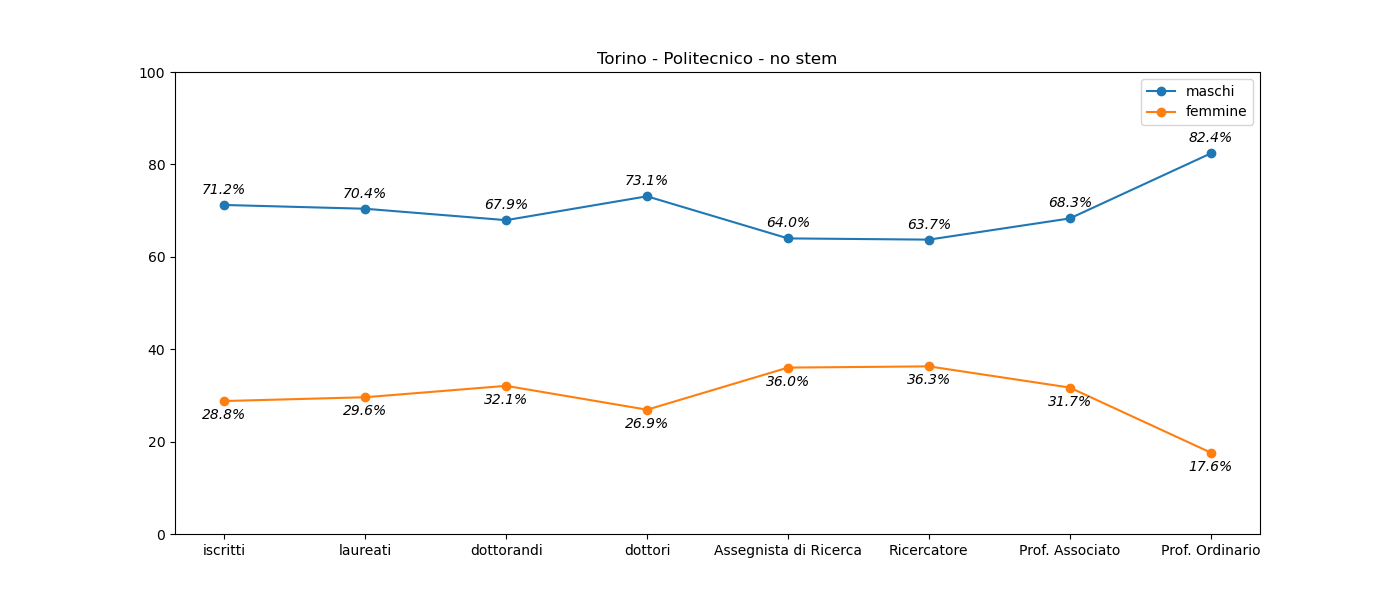 Torino - Politecnico - no stem
100
80
60
40
20
0
maschi
femmine
71.2%
70.4%
67.9%
73.1%
64.0%
63.7%
68.3%
82.4%
28.8%
29.6%
32.1%
26.9%
36.0%
36.3%
31.7%
17.6%
iscritti
laureati
dottorandi
dottori
Assegnista di Ricerca
Ricercatore
Prof. Associato
Prof. Ordinario